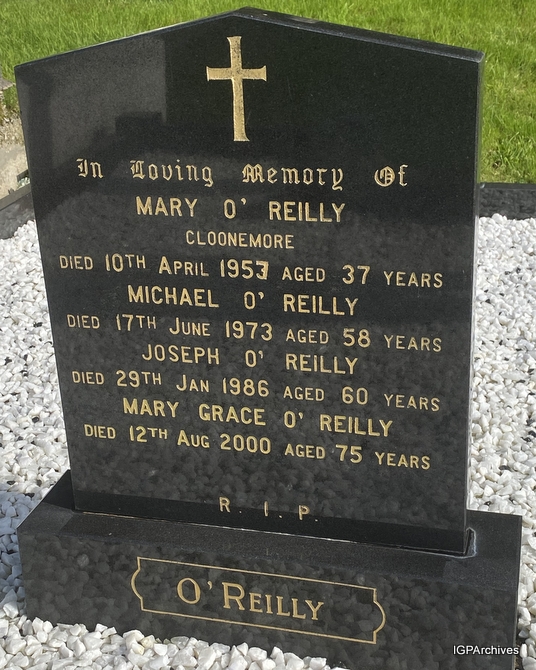 In Loving Memory Of
MARY O' REILLY
CLOONEMORE
DIED 10TH APRIL 1953 AGED 37 YEARS
MICHAEL O' REILLY
DIED 17TH JUNE 1973 AGED 58 YEARS
JOSEPH O' REILLY
DIED 29TH JAN 1986 AGED 60 YEARS
MARY GRACE O' REILLY
DIED 12TH AUG 2000 AGED 75 YEARS
R. I. P.
O'REILLY
IGPArchives